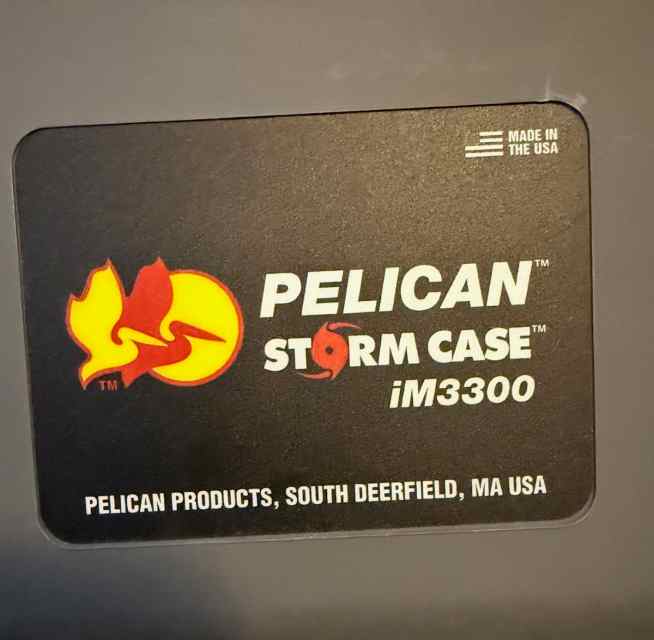 MADE IN
THE USA
PELICAN™
STORM CASE™
iM3300
TM
PELICAN PRODUCTS, SOUTH DEERFIELD, MA USA